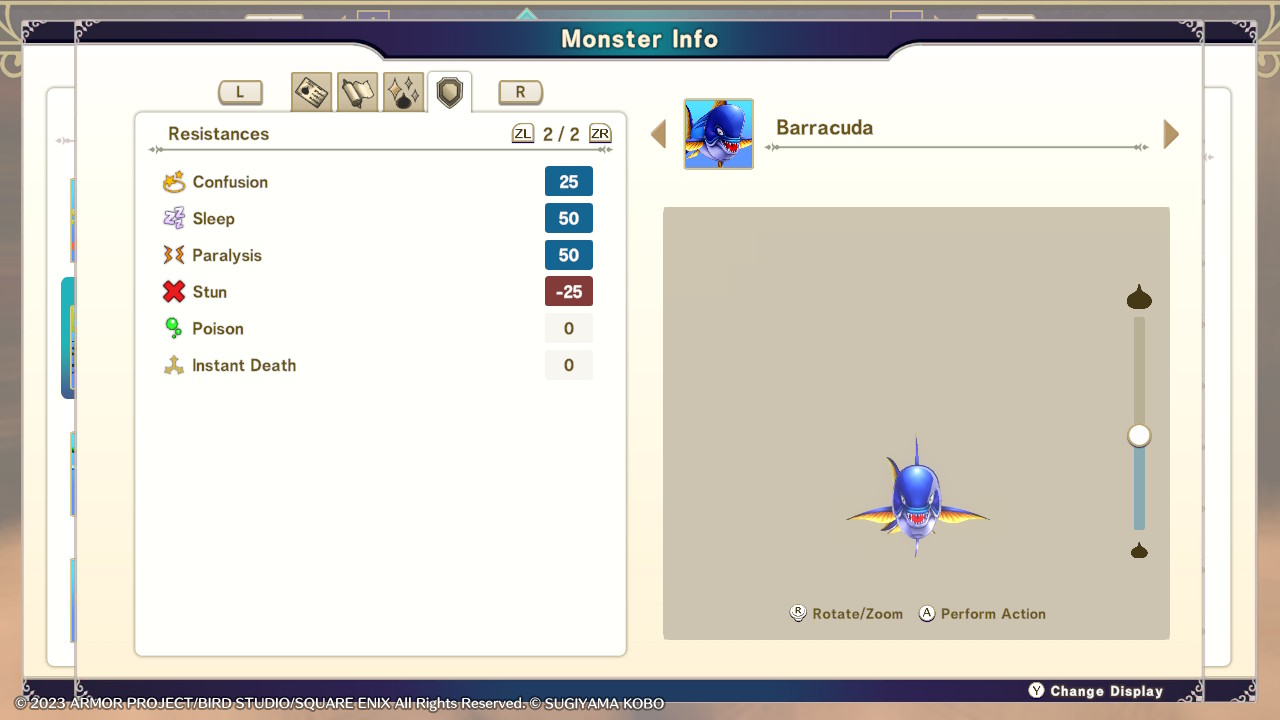 Monster Info
L R
Resistances ZL 2 / 2 ZR
Barracuda
Confusion 25
Sleep 50
Paralysis 50
Stun -25
Poison 0
Instant Death 0
R Rotate/Zoom A Perform Action
Y Change Display
© 2023 ARMOR PROJECT/BIRD STUDIO/SQUARE ENIX All Rights Reserved. © SUGIYAMA KOBO